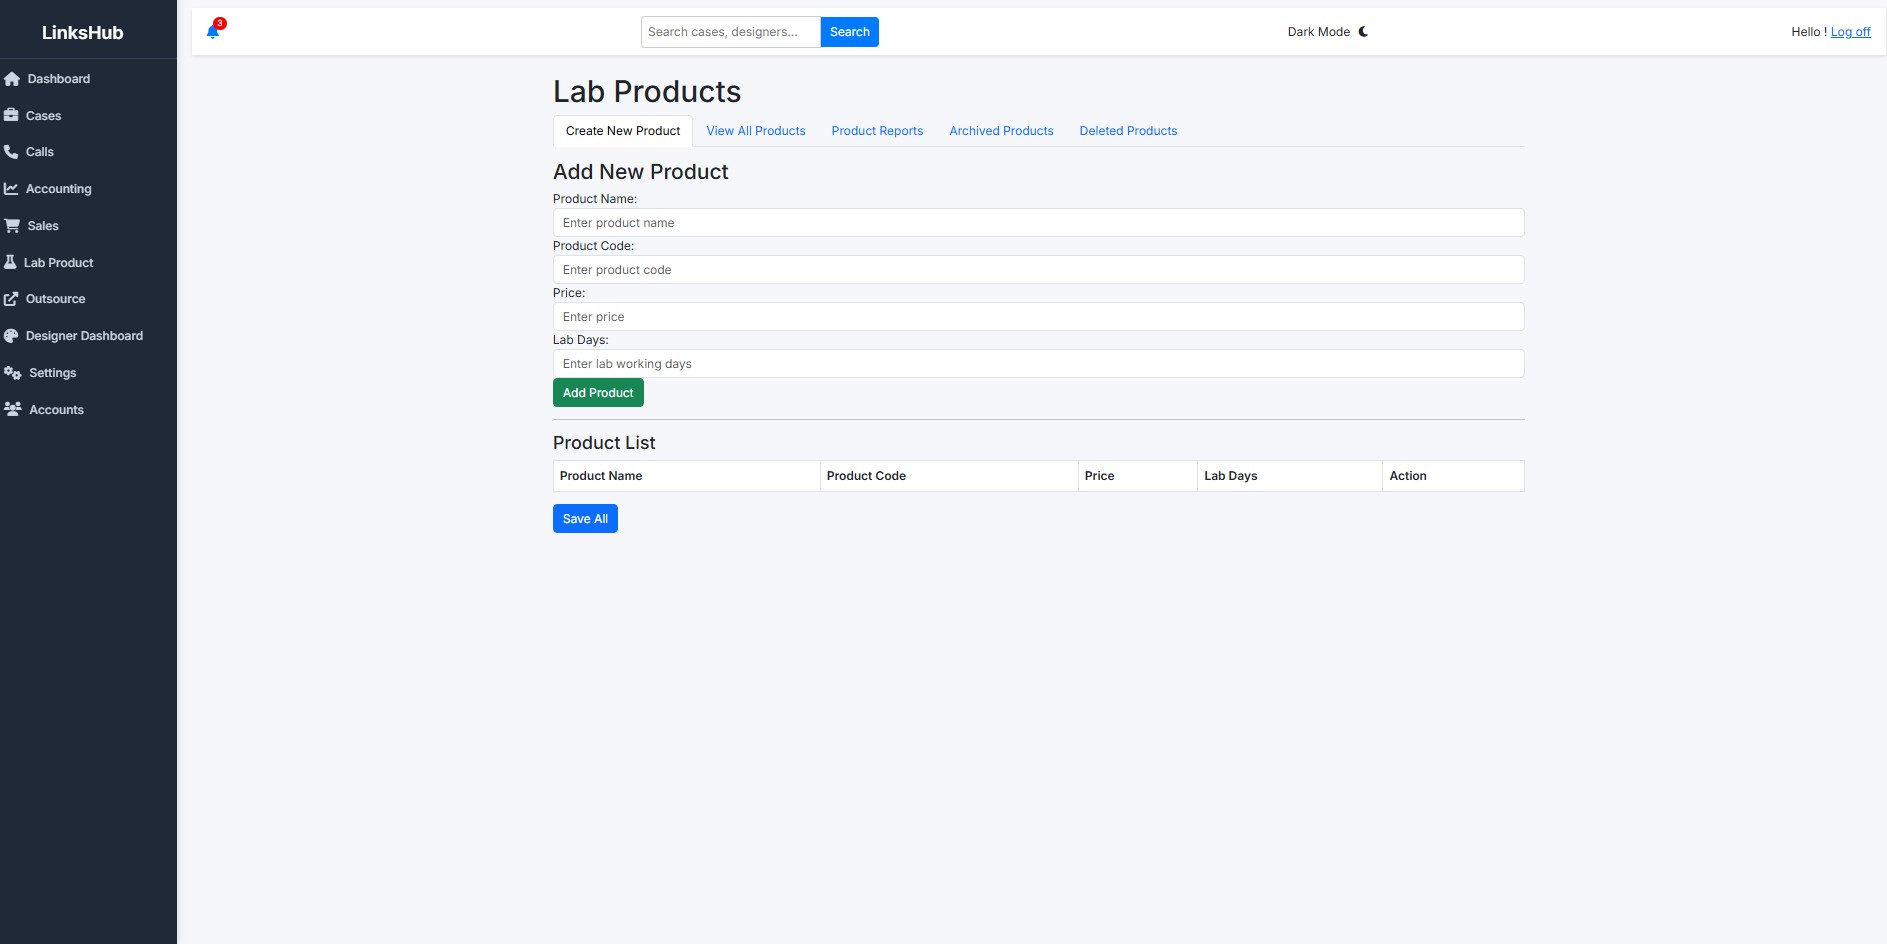 LinksHub
Dashboard
Cases
Calls
Accounting
Sales
Lab Product
Outsource
Designer Dashboard
Settings
Accounts
3
Search cases, designers...
Search
Dark Mode
Hello ! Log off
Lab Products
Create New Product
View All Products
Product Reports
Archived Products
Deleted Products
Add New Product
Product Name:
Enter product name
Product Code:
Enter product code
Price:
Enter price
Lab Days:
Enter lab working days
Add Product
Product List
Product Name Product Code Price Lab Days Action
Save All